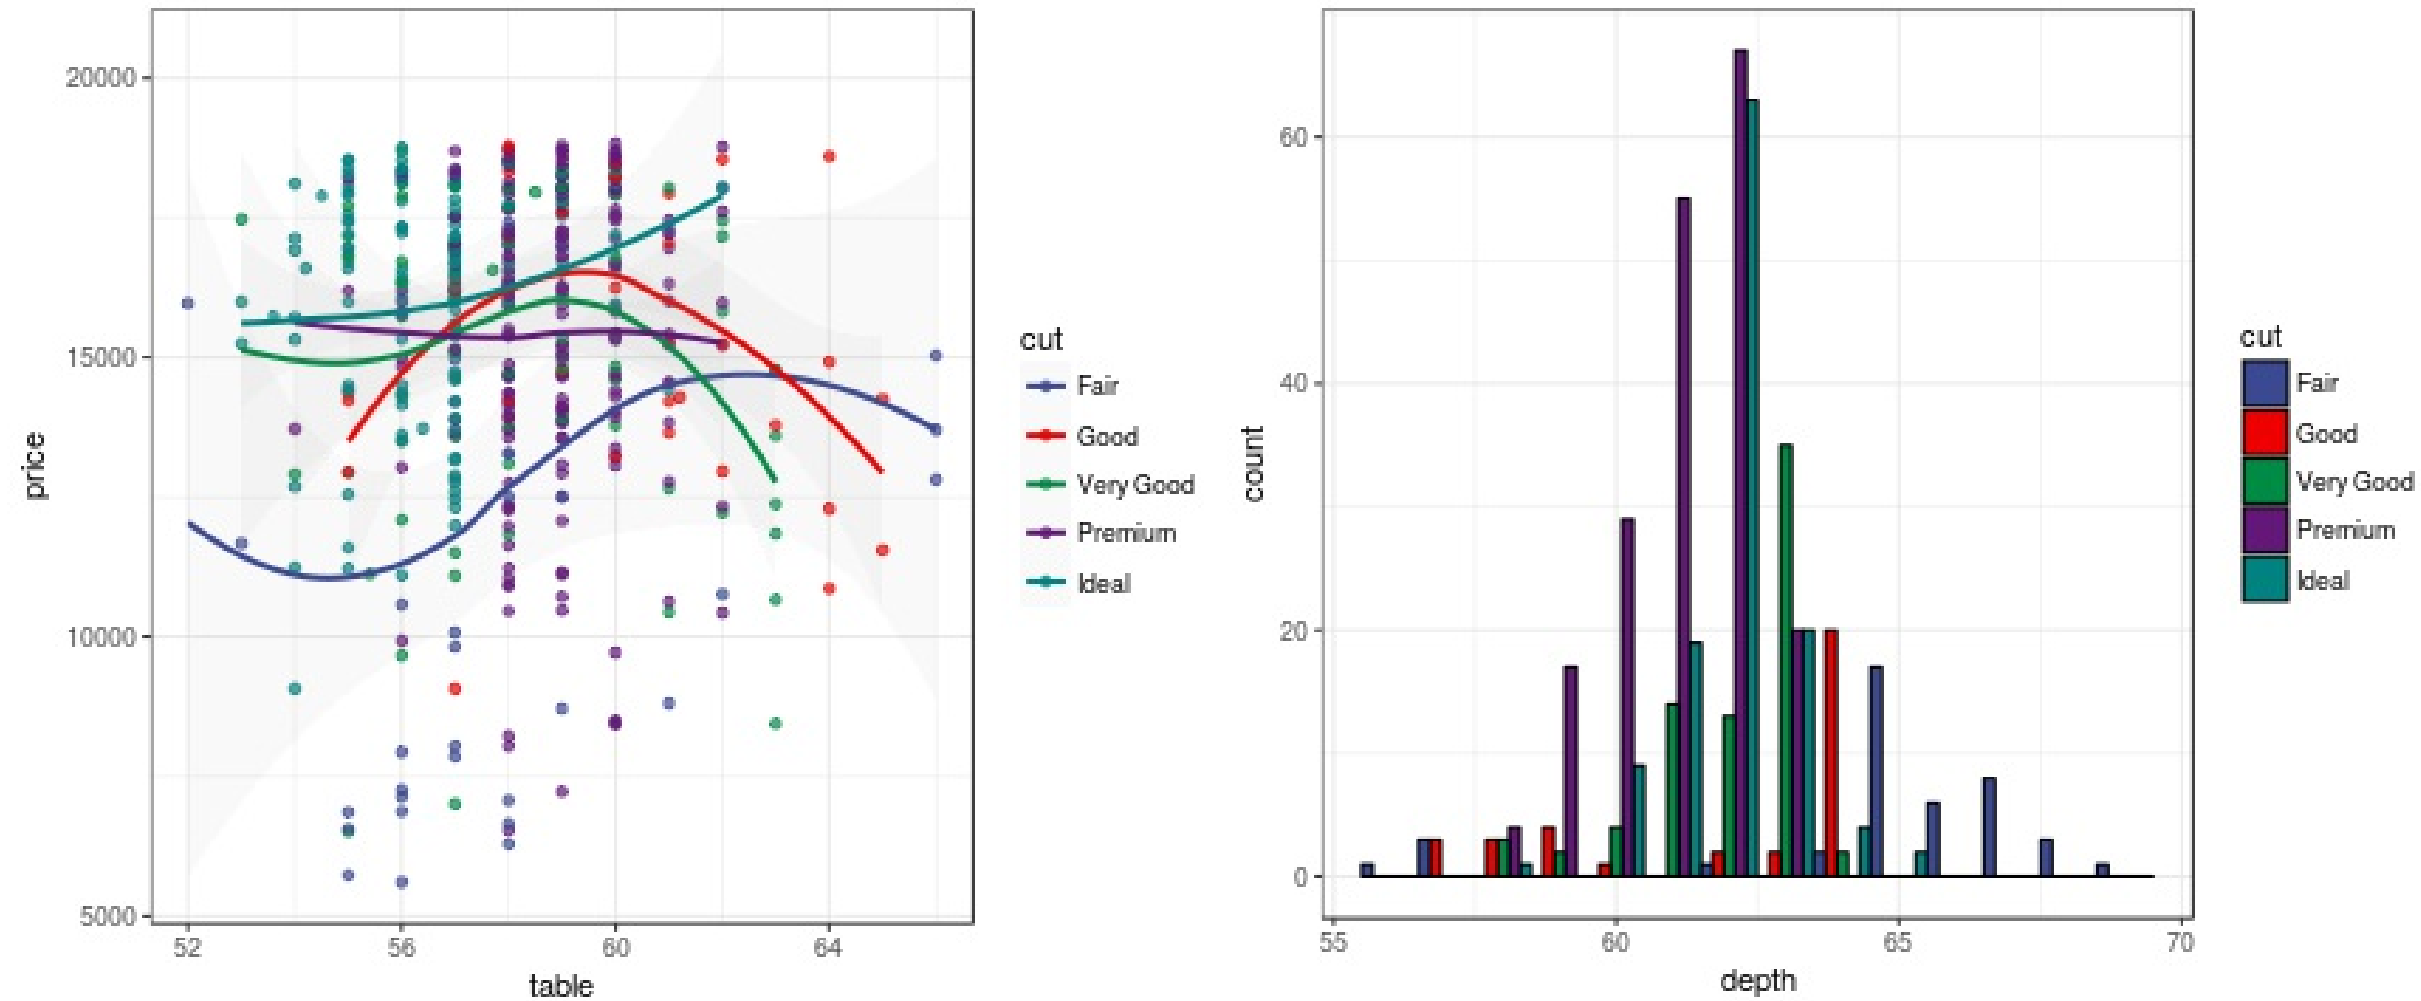 20000
15000
10000
5000
price
52 56 60 64
table
cut
Fair
Good
Very Good
Premium
Ideal
60
40
20
0
count
55 60 65 70
depth
cut
Fair
Good
Very Good
Premium
Ideal